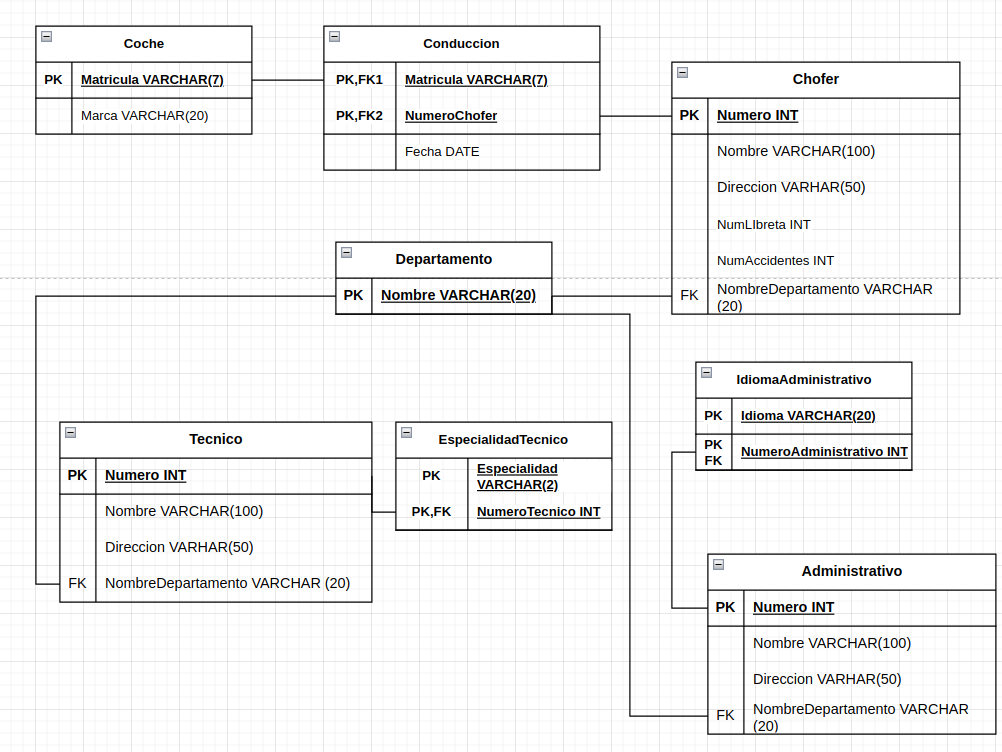 Coche
PK Matricula VARCHAR(7)
Marca VARCHAR(20)
Conduccion
PK,FK1 Matricula VARCHAR(7)
PK,FK2 NumeroChofer
Fecha DATE
Chofer
PK Numero INT
Nombre VARCHAR(100)
Direccion VARHAR(50)
NumLIbreta INT
NumAccidentes INT
FK NombreDepartamento VARCHAR
(20)
Departamento
PK Nombre VARCHAR(20)
Tecnico
PK Numero INT
Nombre VARCHAR(100)
Direccion VARHAR(50)
FK NombreDepartamento VARCHAR (20)
EspecialidadTecnico
PK Especialidad
VARCHAR(2)
PK,FK NumeroTecnico INT
IdiomaAdministrativo
PK Idioma VARCHAR(20)
PK
FK NumeroAdministrativo INT
Administrativo
PK Numero INT
Nombre VARCHAR(100)
Direccion VARHAR(50)
FK NombreDepartamento VARCHAR
(20)